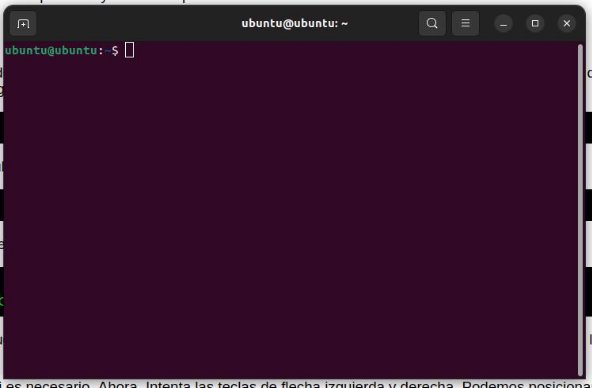 ubuntu@ubuntu: ~
ubuntu@ubuntu:~$
i es necesario. Ahora, Intenta las teclas de flecha izquierda y derecha. Podemos posiciona